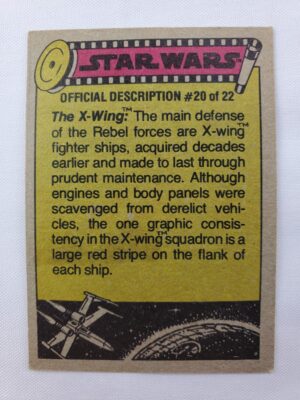 STAR WARS™
OFFICIAL DESCRIPTION #20 of 22
The X-Wing:™ The main defense
of the Rebel forces are X-wing™
fighter ships, acquired decades
earlier and made to last through
prudent maintenance. Although
engines and body panels were
scavenged from derelict vehi-
cles, the one graphic consis-
tency in the X-wing™ squadron is a
large red stripe on the flank of
each ship.